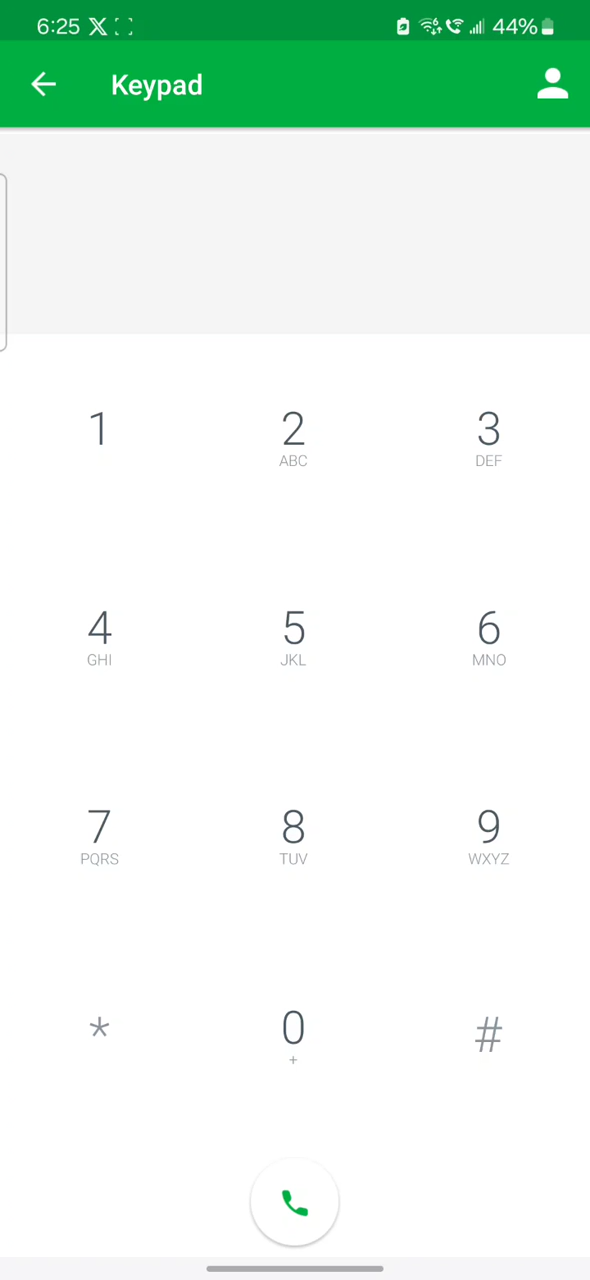 6:25 44%
Keypad
1 2 3
ABC DEF
4 5 6
GHI JKL MNO
7 8 9
PQRS TUV WXYZ
* 0 #
+